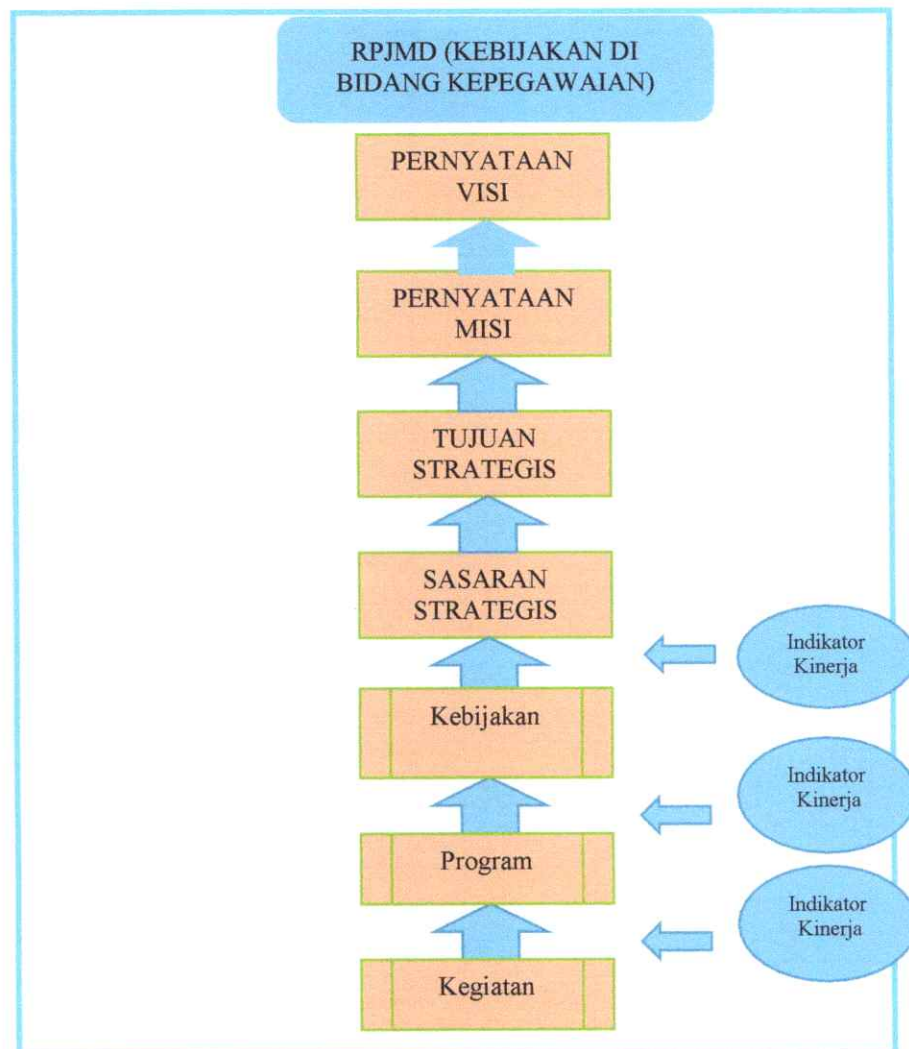 RPJMD (KEBIJAKAN DI
BIDANG KEPEGAWAIAN)
PERNYATAAN
VISI
PERNYATAAN
MISI
TUJUAN
STRATEGIS
SASARAN
STRATEGIS
Indikator
Kinerja
Kebijakan
Indikator
Kinerja
Program
Indikator
Kinerja
Kegiatan